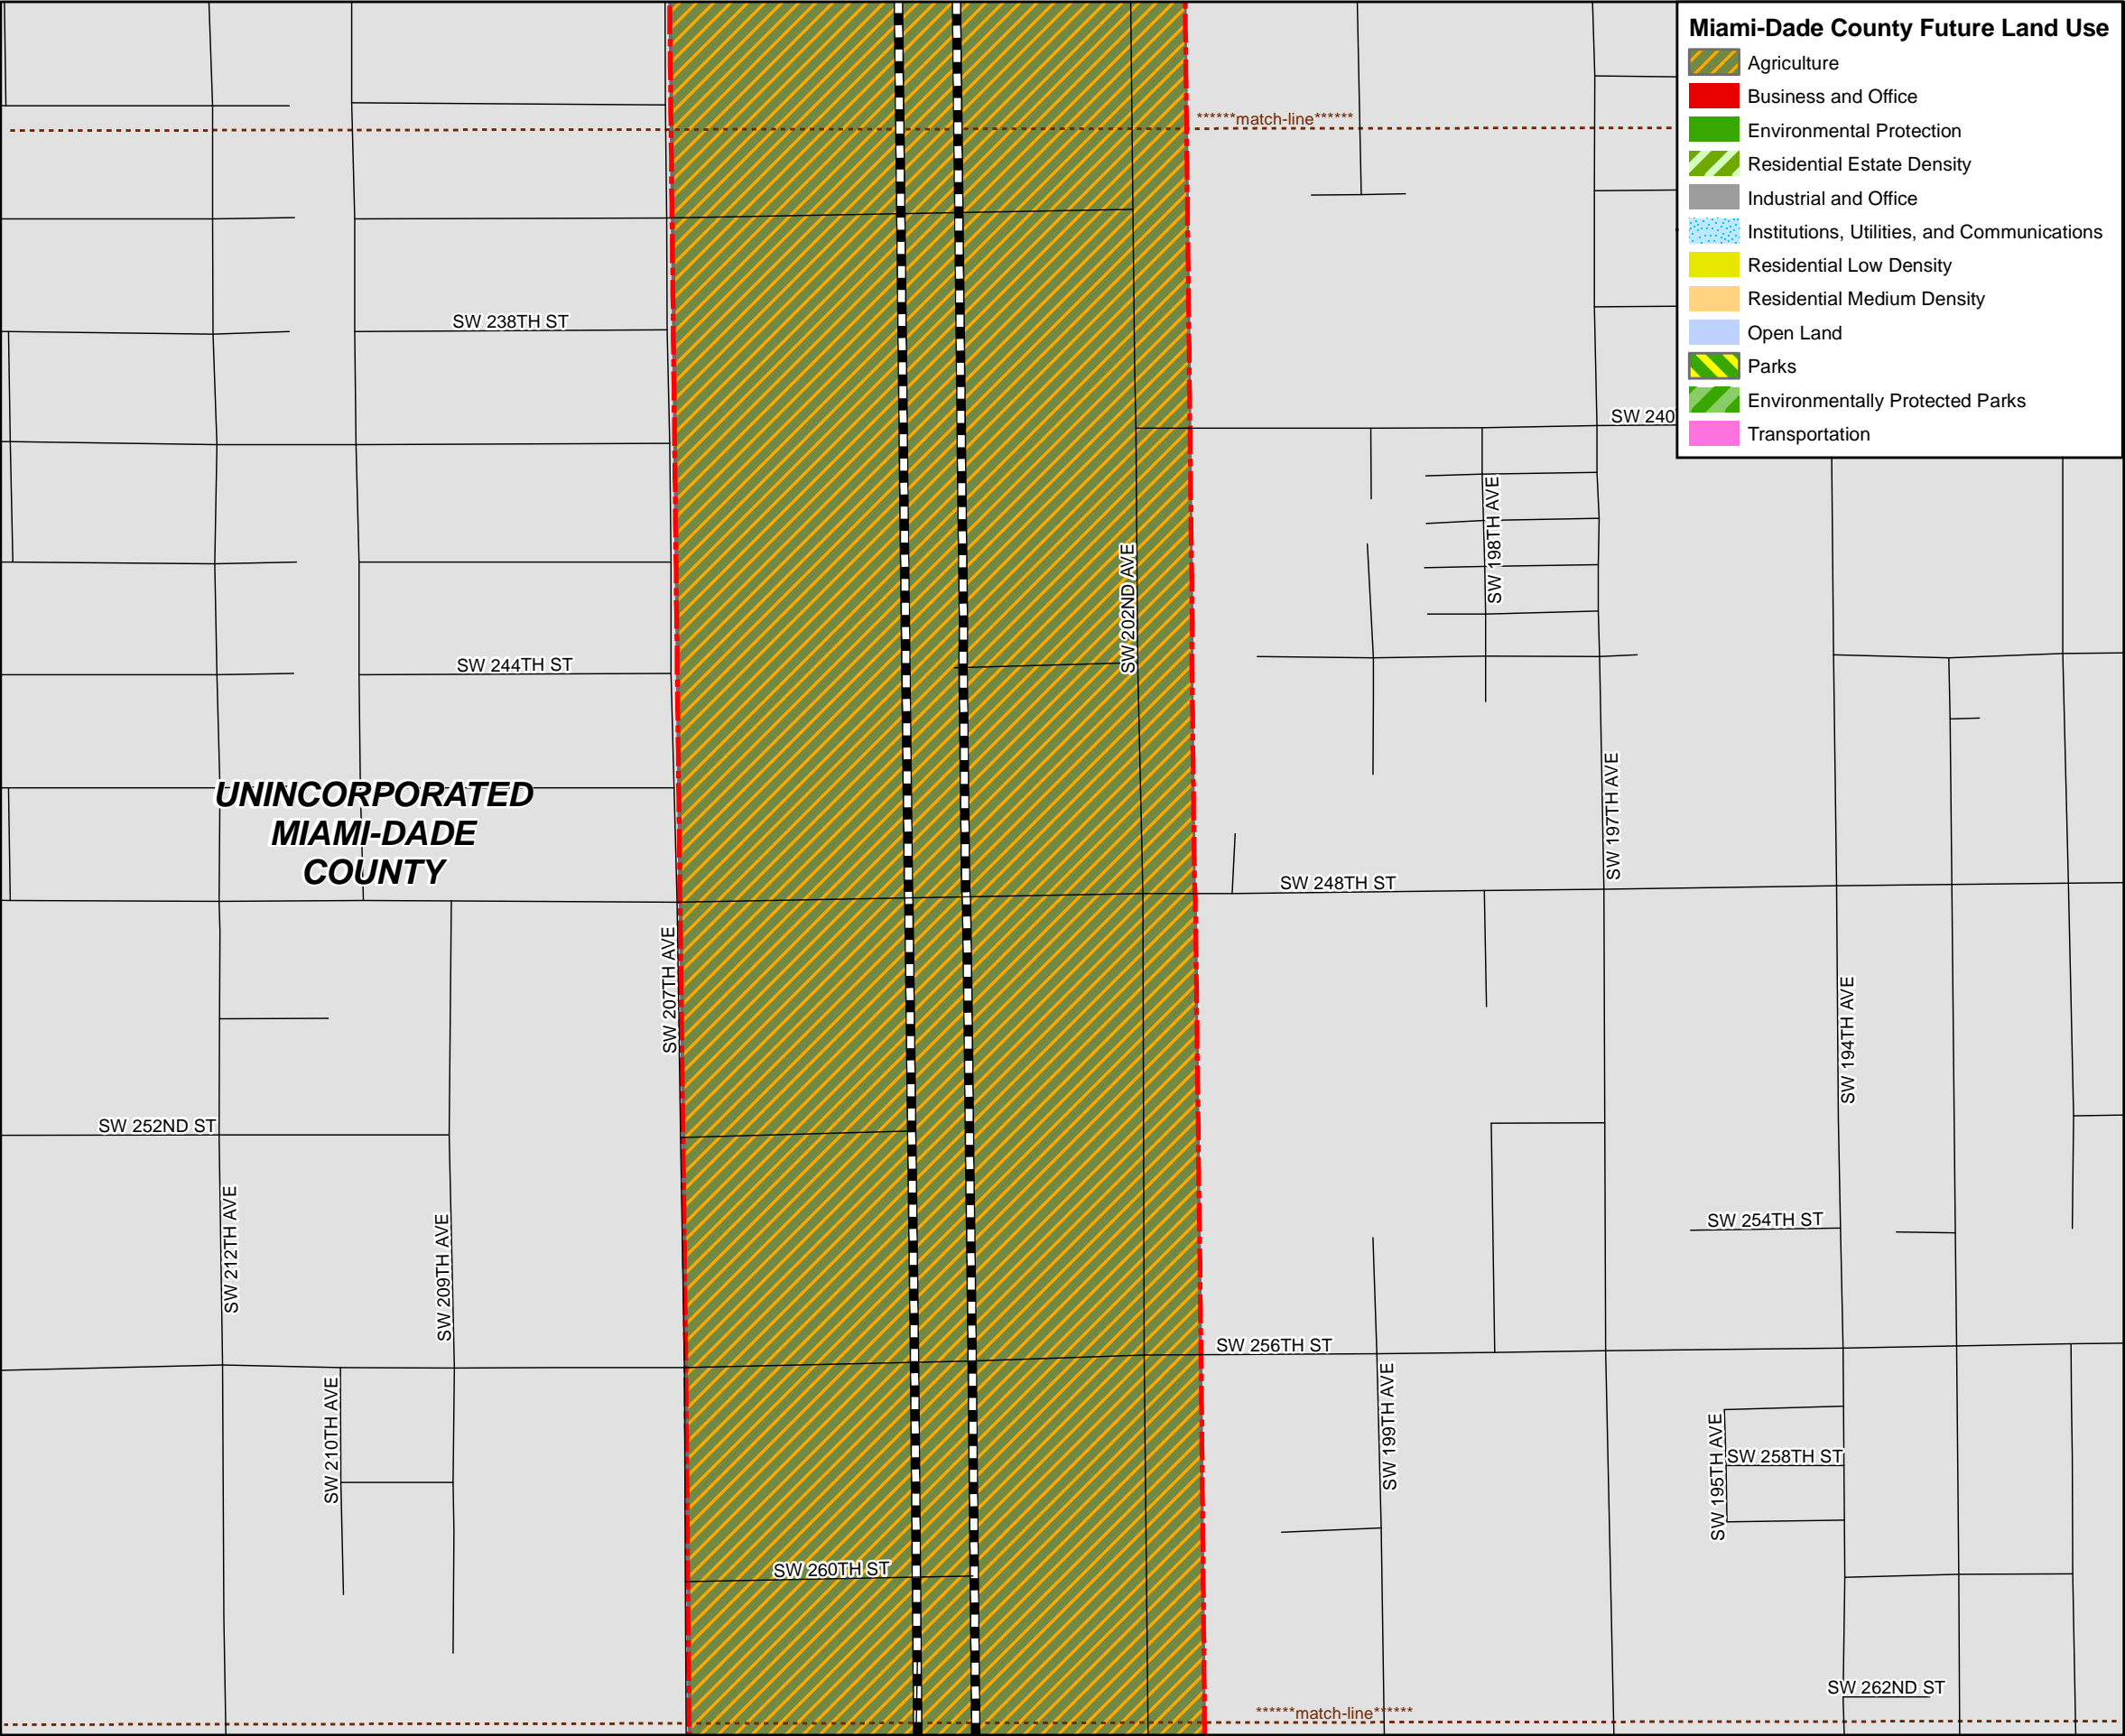 Miami-Dade County Future Land Use
Agriculture
Business and Office
Environmental Protection
Residential Estate Density
Industrial and Office
Institutions, Utilities, and Communications
Residential Low Density
Residential Medium Density
Open Land
Parks
Environmentally Protected Parks
Transportation
******match-line******
SW 238TH ST
SW 240
SW 198TH AVE
SW 202ND AVE
SW 244TH ST
UNINCORPORATED
MIAMI-DADE
COUNTY
SW 197TH AVE
SW 248TH ST
SW 207TH AVE
SW 194TH AVE
SW 252ND ST
SW 212TH AVE
SW 209TH AVE
SW 254TH ST
SW 256TH ST
SW 210TH AVE
SW 199TH AVE
SW 195TH AVE
SW 258TH ST
SW 260TH ST
SW 262ND ST
******match-line******